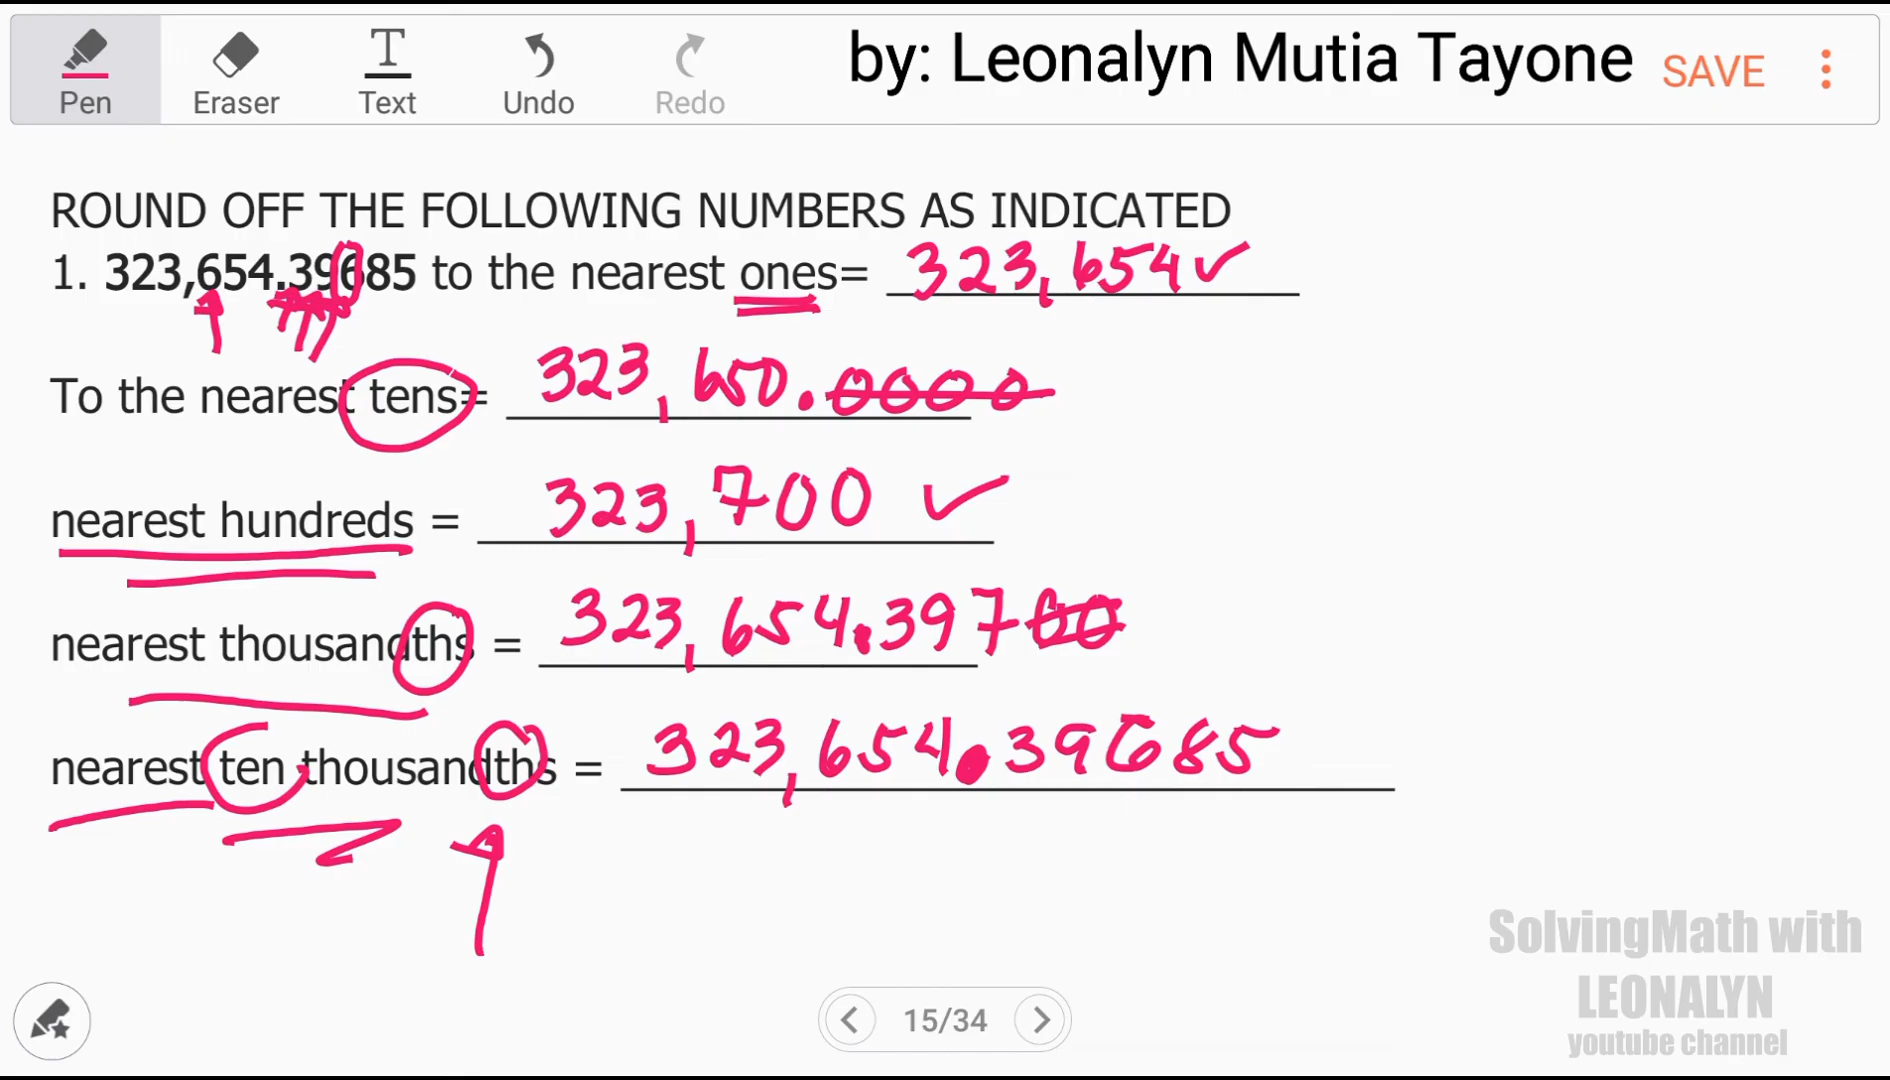 Pen Eraser Text Undo Redo by: Leonalyn Mutia Tayone SAVE
ROUND OFF THE FOLLOWING NUMBERS AS INDICATED
1. 323,654.39685 to the nearest ones= 323,654
To the nearest tens= 323,650.0000
nearest hundreds = 323,700
nearest thousandths = 323,654.39700
nearest ten thousandths = 323,654.39685
SolvingMath with
LEONALYN
youtube channel
15/34